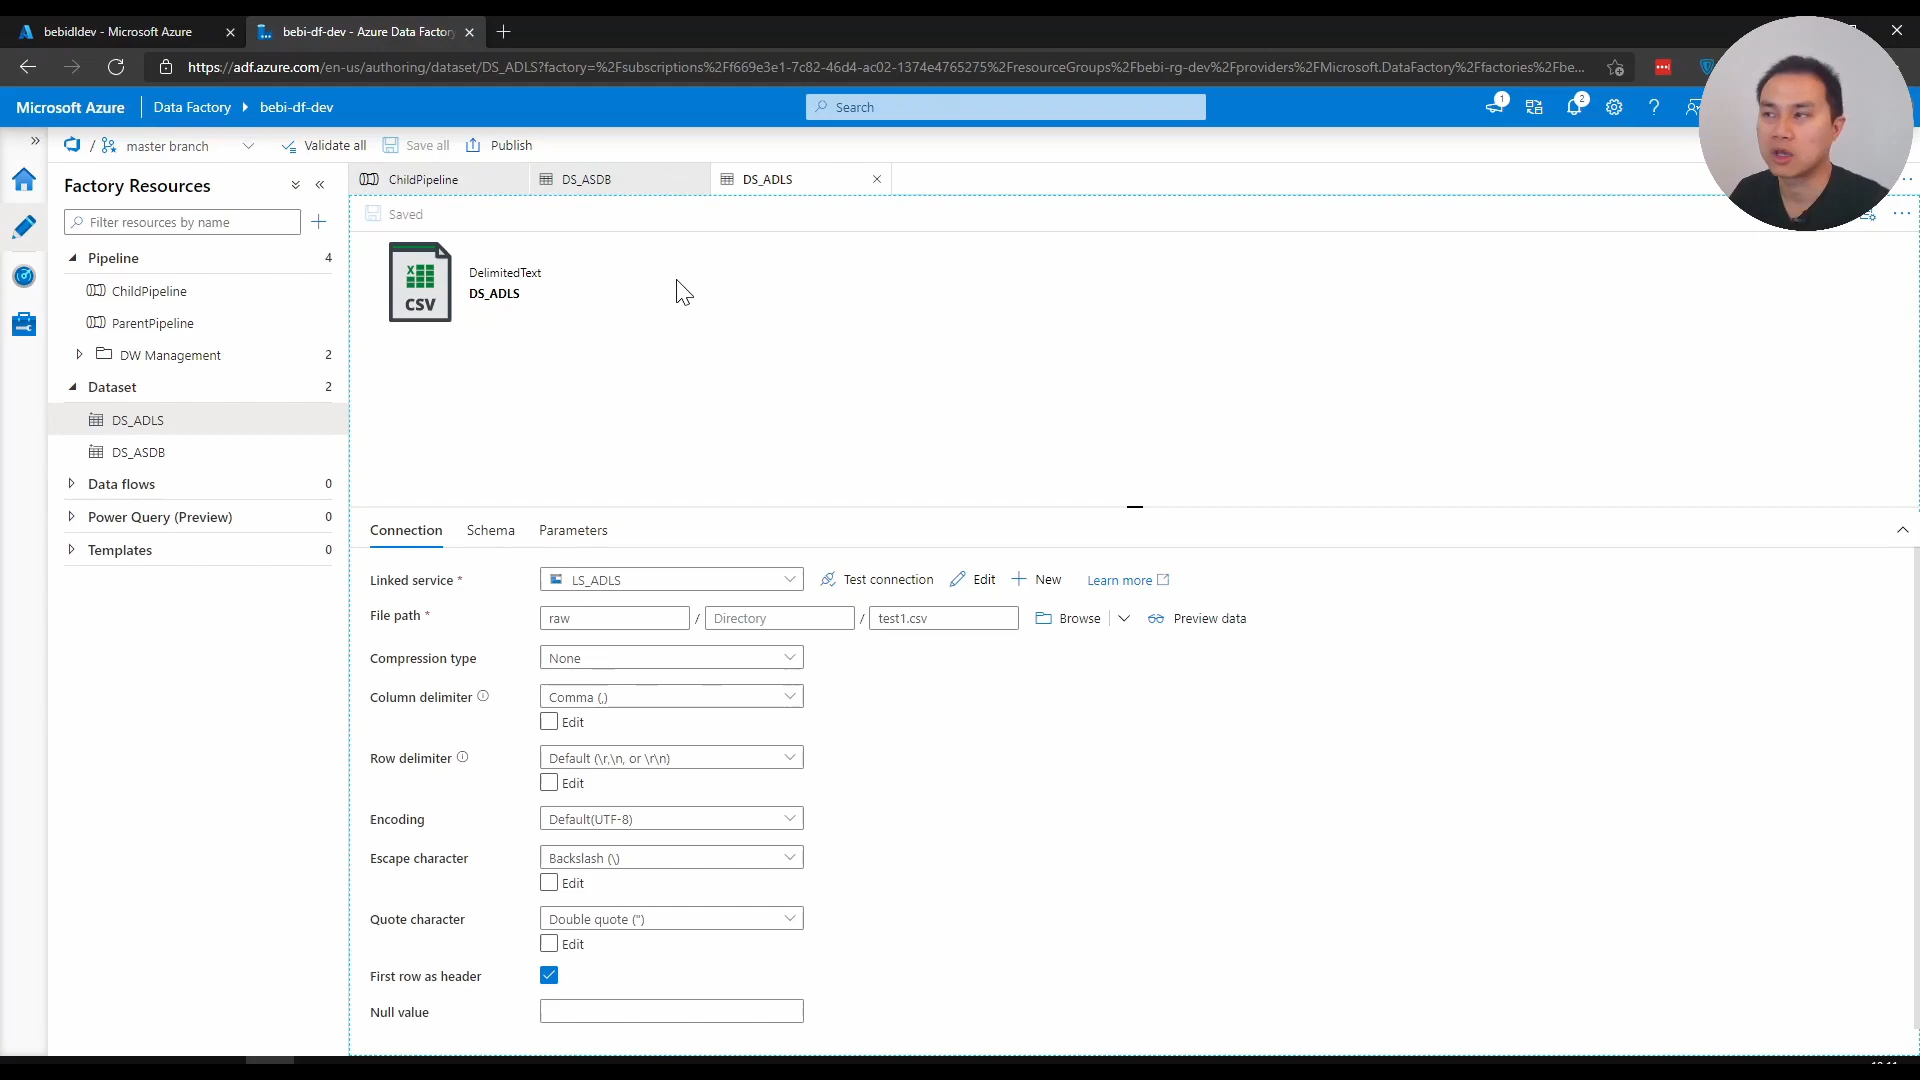 bebidldev - Microsoft Azure
bebi-df-dev - Azure Data Factory
https://adf.azure.com/en-us/authoring/dataset/DS_ADLS?factory=%2Fsubscriptions%2Ff669e3e1-7c82-46d4-ac02-1374e4765275%2FresourceGroups%2Fbebi-rg-dev%2Fproviders%2FMicrosoft.DataFactory%2Ffactories%2Fbe...
Microsoft Azure
Data Factory
bebi-df-dev
Search
1
2
/
master branch
Validate all
Save all
Publish
Factory Resources
Filter resources by name
Pipeline 4
ChildPipeline
ParentPipeline
DW Management 2
Dataset 2
DS_ADLS
DS_ASDB
Data flows 0
Power Query (Preview) 0
Templates 0
ChildPipeline
DS_ASDB
DS_ADLS
Saved
X
CSV
DelimitedText
DS_ADLS
Connection
Schema
Parameters
Linked service *
LS_ADLS
Test connection
Edit
New
Learn more
File path *
raw
/
Directory
/
test1.csv
Browse
Preview data
Compression type
None
Column delimiter
Comma (,)
Edit
Row delimiter
Default (\r,\n, or \r\n)
Edit
Encoding
Default(UTF-8)
Escape character
Backslash (\)
Edit
Quote character
Double quote (")
Edit
First row as header
Null value